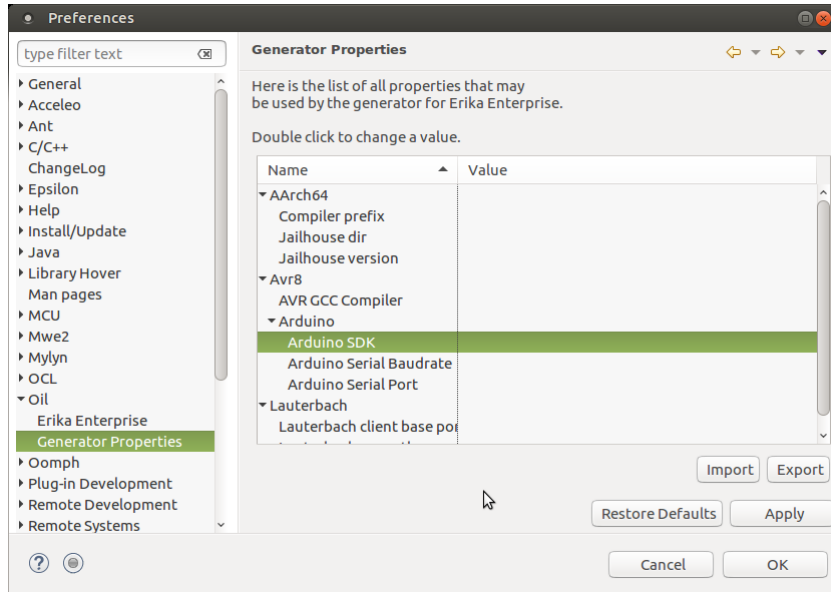 Preferences
type filter text
General
Acceleo
Ant
C/C++
ChangeLog
Epsilon
Help
Install/Update
Java
Library Hover
Man pages
MCU
Mwe2
Mylyn
OCL
Oil
Erika Enterprise
Generator Properties
Oomph
Plug-in Development
Remote Development
Remote Systems
Generator Properties
Here is the list of all properties that may
be used by the generator for Erika Enterprise.
Double click to change a value.
Name Value
AArch64
Compiler prefix
Jailhouse dir
Jailhouse version
Avr8
AVR GCC Compiler
Arduino
Arduino SDK
Arduino Serial Baudrate
Arduino Serial Port
Lauterbach
Lauterbach client base por
Import Export
Restore Defaults Apply
? Cancel OK